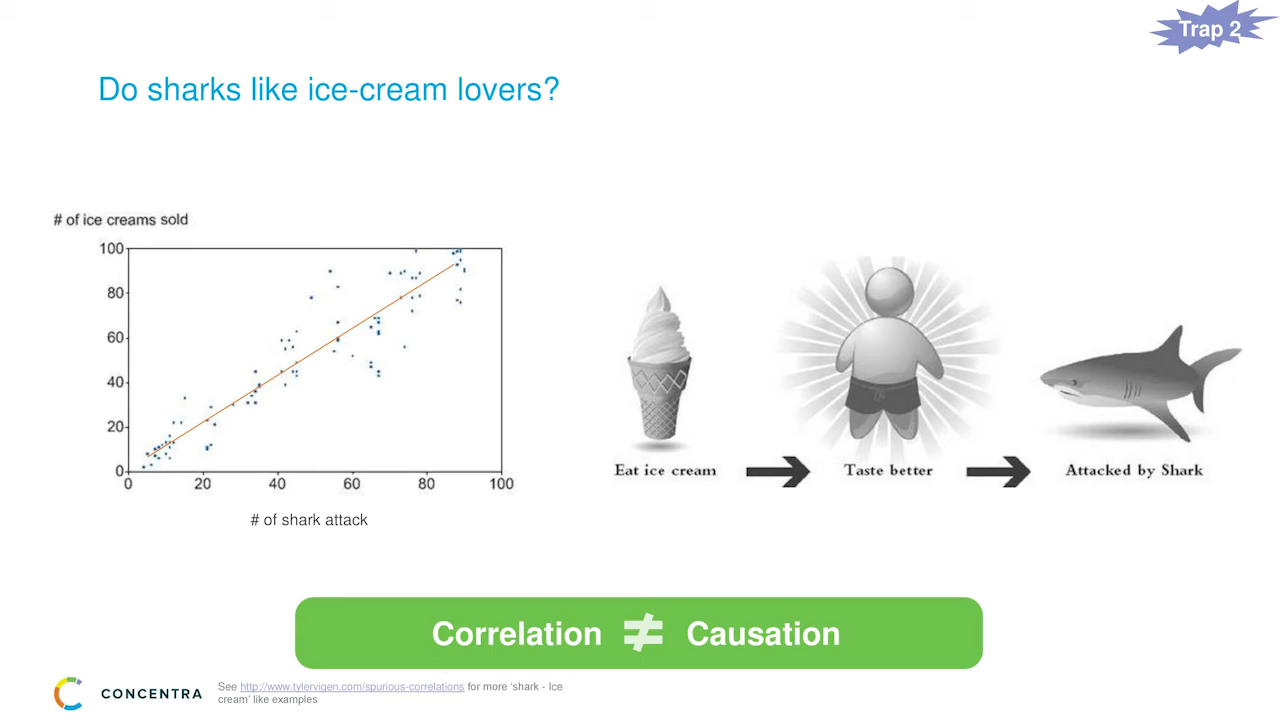 Trap 2
Do sharks like ice-cream lovers?
# of ice creams sold
100
80
60
40
20
0
0 20 40 60 80 100
# of shark attack
Eat ice cream
Taste better
Attacked by Shark
Correlation ≠ Causation
CONCENTRA
See http://www.tylervigen.com/spurious-correlations for more ‘shark - Ice
cream’ like examples